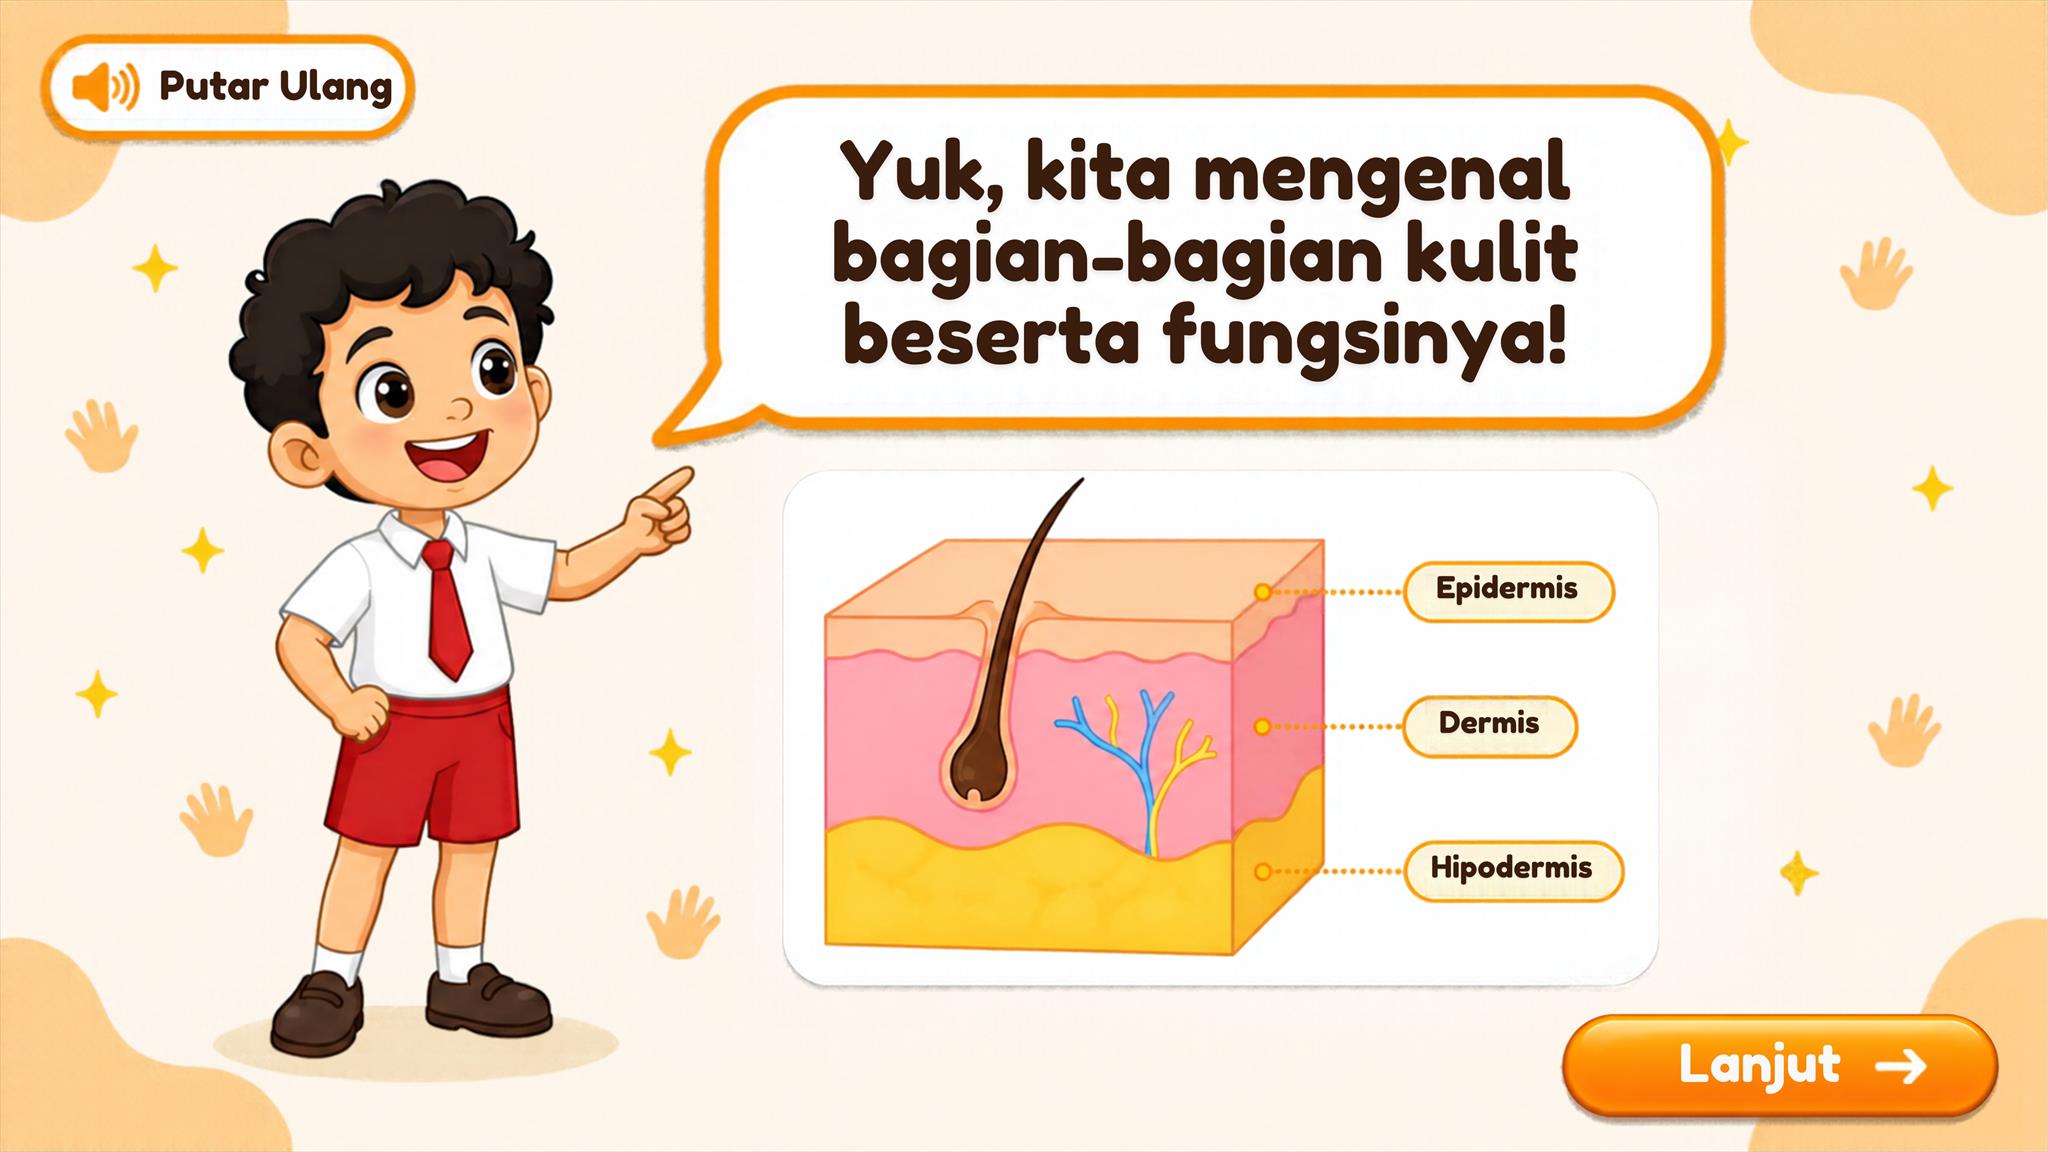 Putar Ulang
Yuk, kita mengenal
bagian-bagian kulit
beserta fungsinya!
Epidermis
Dermis
Hipodermis
Lanjut